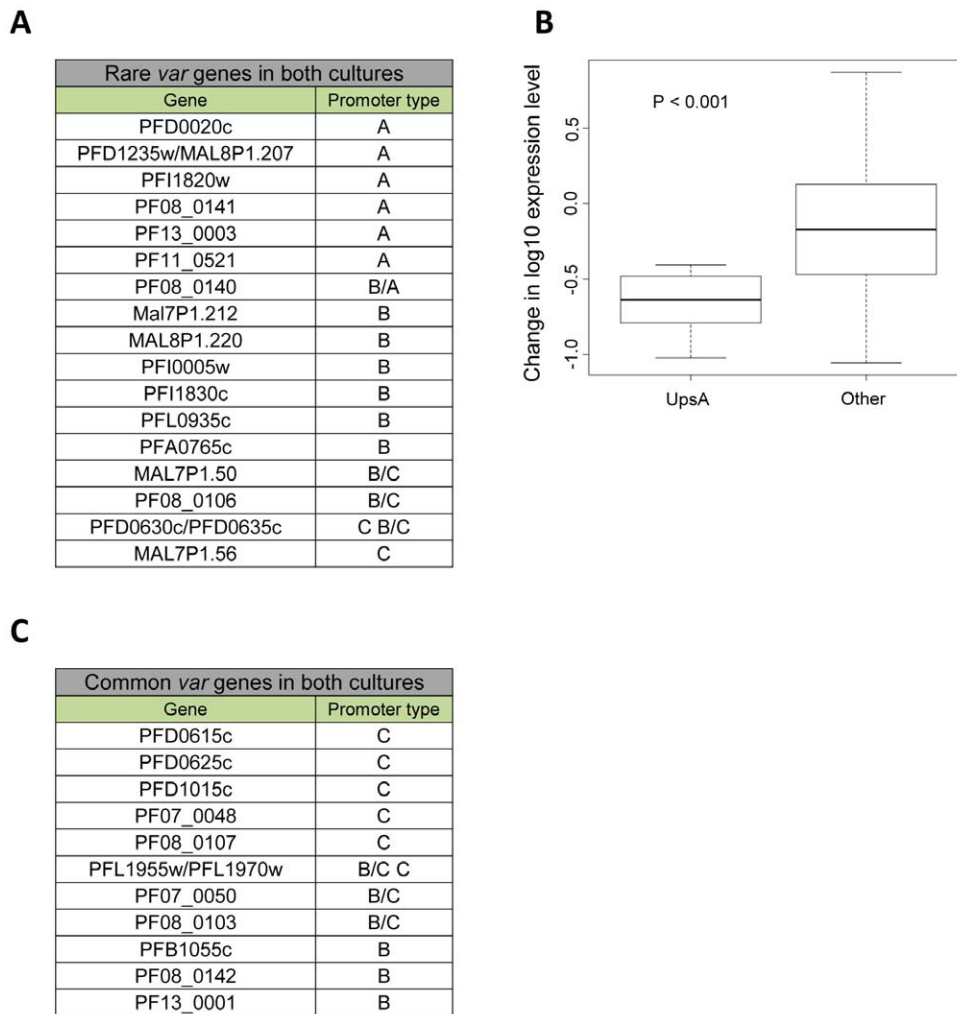 A
Rare var genes in both cultures
Gene Promoter type
PFD0020c A
PFD1235w/MAL8P1.207 A
PFI1820w A
PF08_0141 A
PF13_0003 A
PF11_0521 A
PF08_0140 B/A
Mal7P1.212 B
MAL8P1.220 B
PFI0005w B
PFI1830c B
PFL0935c B
PFA0765c B
MAL7P1.50 B/C
PF08_0106 B/C
PFD0630c/PFD0635c C B/C
MAL7P1.56 C
B
P < 0.001
Change in log10 expression level
0.5
0.0
-0.5
-1.0
UpsA Other
C
Common var genes in both cultures
Gene Promoter type
PFD0615c C
PFD0625c C
PFD1015c C
PF07_0048 C
PF08_0107 C
PFL1955w/PFL1970w B/C C
PF07_0050 B/C
PF08_0103 B/C
PFB1055c B
PF08_0142 B
PF13_0001 B